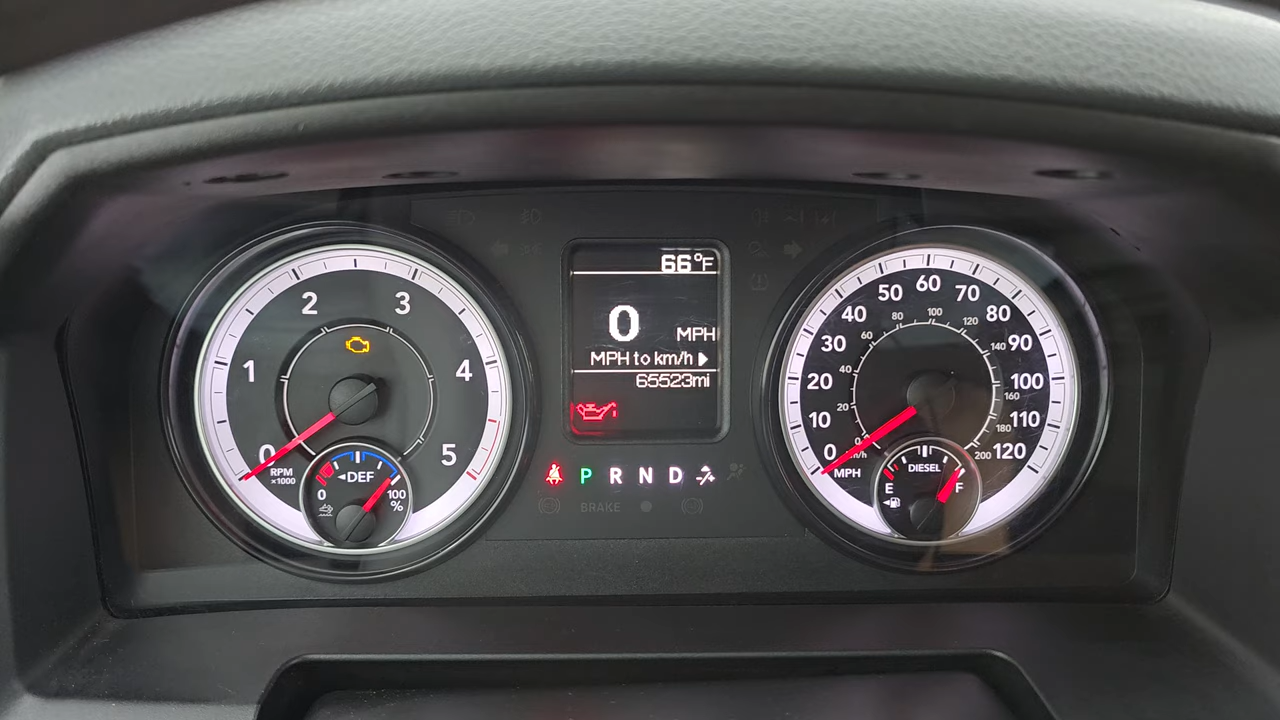 0 1 2 3 4 5
RPM
×1000
DEF
0 100
%
66°F
0 MPH
MPH to km/h
65523mi
P R N D
BRAKE
0 10 20 30 40 50 60 70 80 90 100 110 120
MPH
0 20 40 60 80 100 120 140 160 180 200
km/h
DIESEL
E F